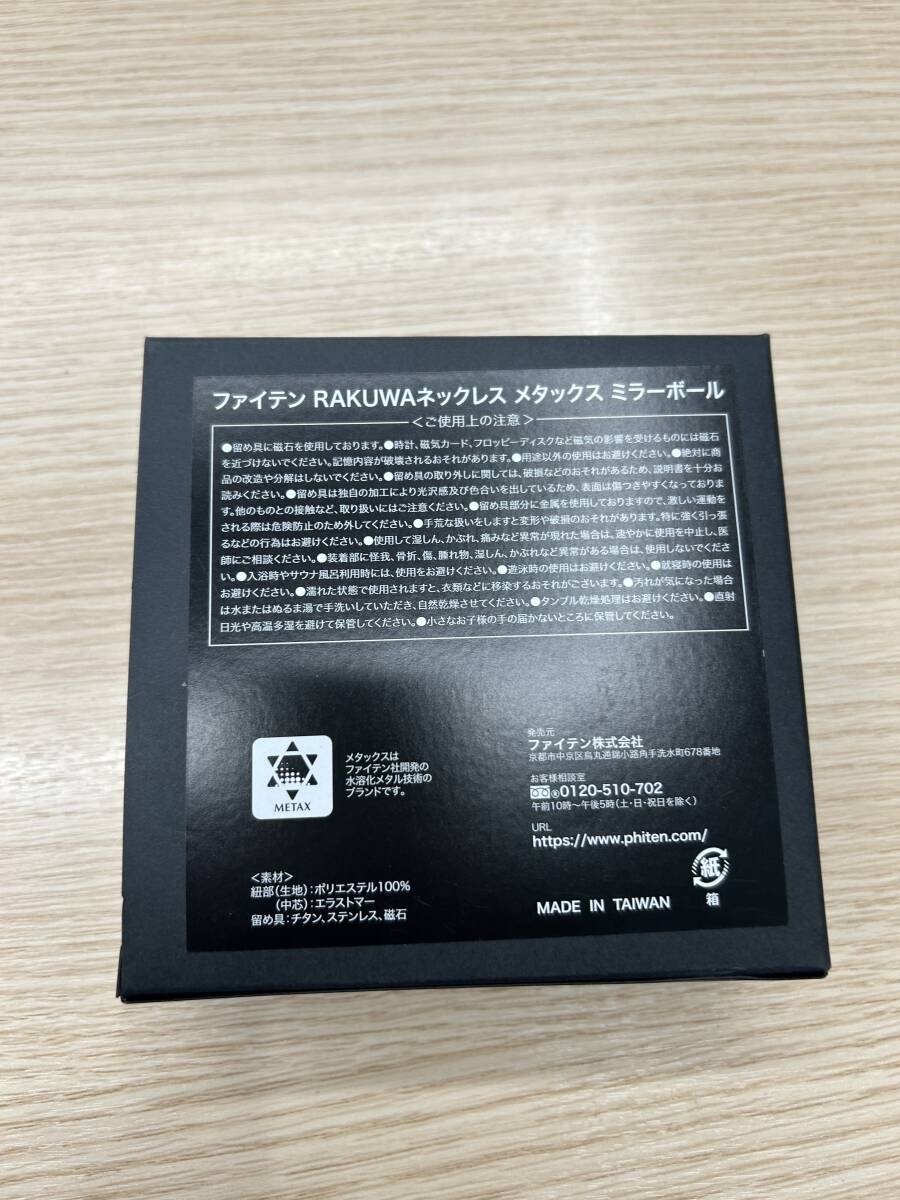 ファイテン RAKUWAネックレス メタックス ミラーボール
＜ご使用上の注意＞
●留め具に磁石を使用しております。●時計、磁気カード、フロッピーディスクなど磁気の影響を受けるものには磁石
を近づけないでください。記憶内容が破壊されるおそれがあります。●用途以外の使用はお避けください。●絶対に商
品の改造や分解はしないでください。●留め具の取り外しに関しては、破損などのおそれがあるため、説明書を十分お
読みください。●留め具は独自の加工により光沢感及び色合いを出しているため、表面は傷つきやすくなっておりま
す。他のものとの接触など、取り扱いにはご注意ください。●留め具部分に金属を使用しておりますので、激しい運動を
される際は危険防止のため外してください。●手荒な扱いをしますと変形や破損のおそれがあります。特に強く引っ張
るなどの行為はお避けください。●使用して湿しん、かぶれ、痛みなど異常が現れた場合は、速やかに使用を中止し、医
師にご相談ください。●装着部に怪我、骨折、傷、腫れ物、湿しん、かぶれなど異常がある場合は、使用しないでくださ
い。●入浴時やサウナ風呂利用時には、使用をお避けください。●遊泳時の使用はお避けください。●就寝時の使用は
お避けください。●濡れた状態で使用されますと、衣類などに移染するおそれがございます。●汚れが気になった場合
は水またはぬるま湯で手洗いしていただき、自然乾燥させてください。●タンブル乾燥処理はお避けください。●直射
日光や高温多湿を避けて保管してください。●小さなお子様の手の届かないところに保管してください。
METAX
メタックスは
ファイテン社開発の
水溶化メタル技術の
ブランドです。
＜素材＞
紐部（生地）：ポリエステル100%
（中芯）：エラストマー
留め具：チタン、ステンレス、磁石
発売元
ファイテン株式会社
京都市中京区烏丸通錦小路角手洗水町678番地
お客様相談室
®0120-510-702
午前10時～午後5時（土・日・祝日を除く）
URL
https://www.phiten.com/
紙
箱
MADE IN TAIWAN